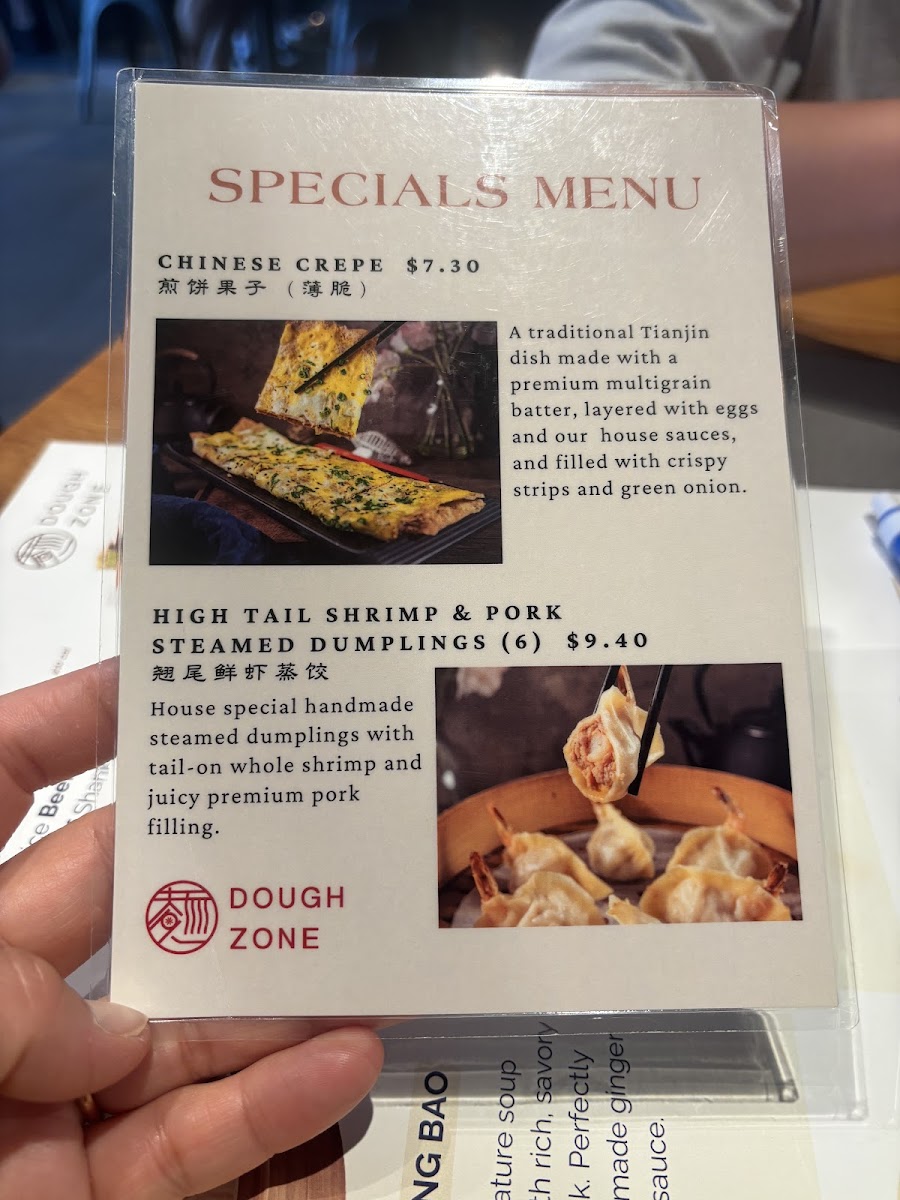 SPECIALS MENU
CHINESE CREPE $7.30
煎饼果子 (薄脆)
A traditional Tianjin
dish made with a
premium multigrain
batter, layered with eggs
and our house sauces,
and filled with crispy
strips and green onion.
HIGH TAIL SHRIMP & PORK
STEAMED DUMPLINGS (6) $9.40
翘尾鲜虾蒸饺
House special handmade
steamed dumplings with
tail-on whole shrimp and
juicy premium pork
filling.
DOUGH
ZONE
DOUGH
ZONE
NG BAO
ature soup
th rich, savory
k. Perfectly
made ginger
sauce.